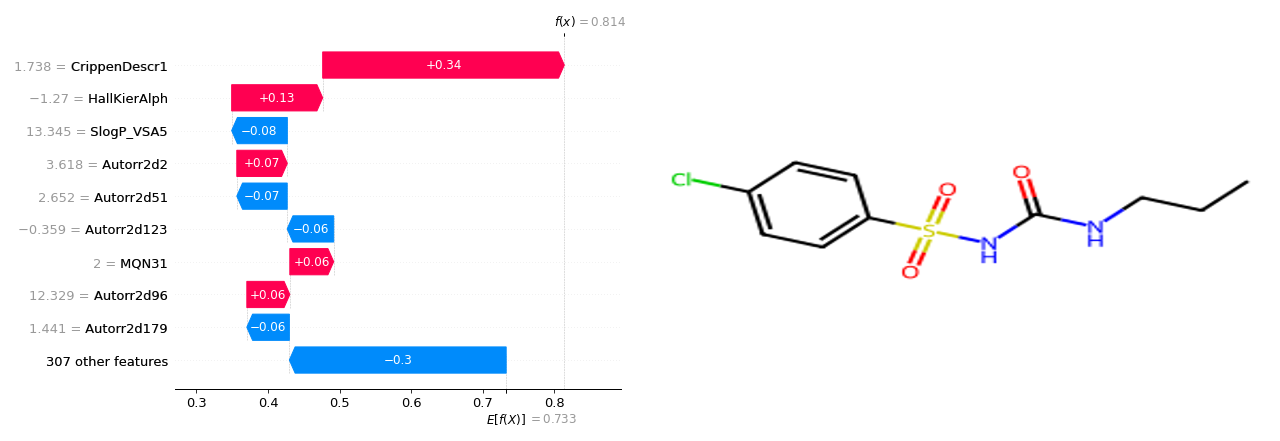 f(x) = 0.814
1.738 = CrippenDescr1
+0.34
−1.27 = HallKierAlph
+0.13
13.345 = SlogP_VSA5
−0.08
3.618 = Autorr2d2
+0.07
2.652 = Autorr2d51
−0.07
−0.359 = Autorr2d123
−0.06
2 = MQN31
+0.06
12.329 = Autorr2d96
+0.06
1.441 = Autorr2d179
−0.06
307 other features
−0.3
0.3 0.4 0.5 0.6 0.7 0.8
E[f(X)] = 0.733
Cl
O
S
O
N
H
O
N
H